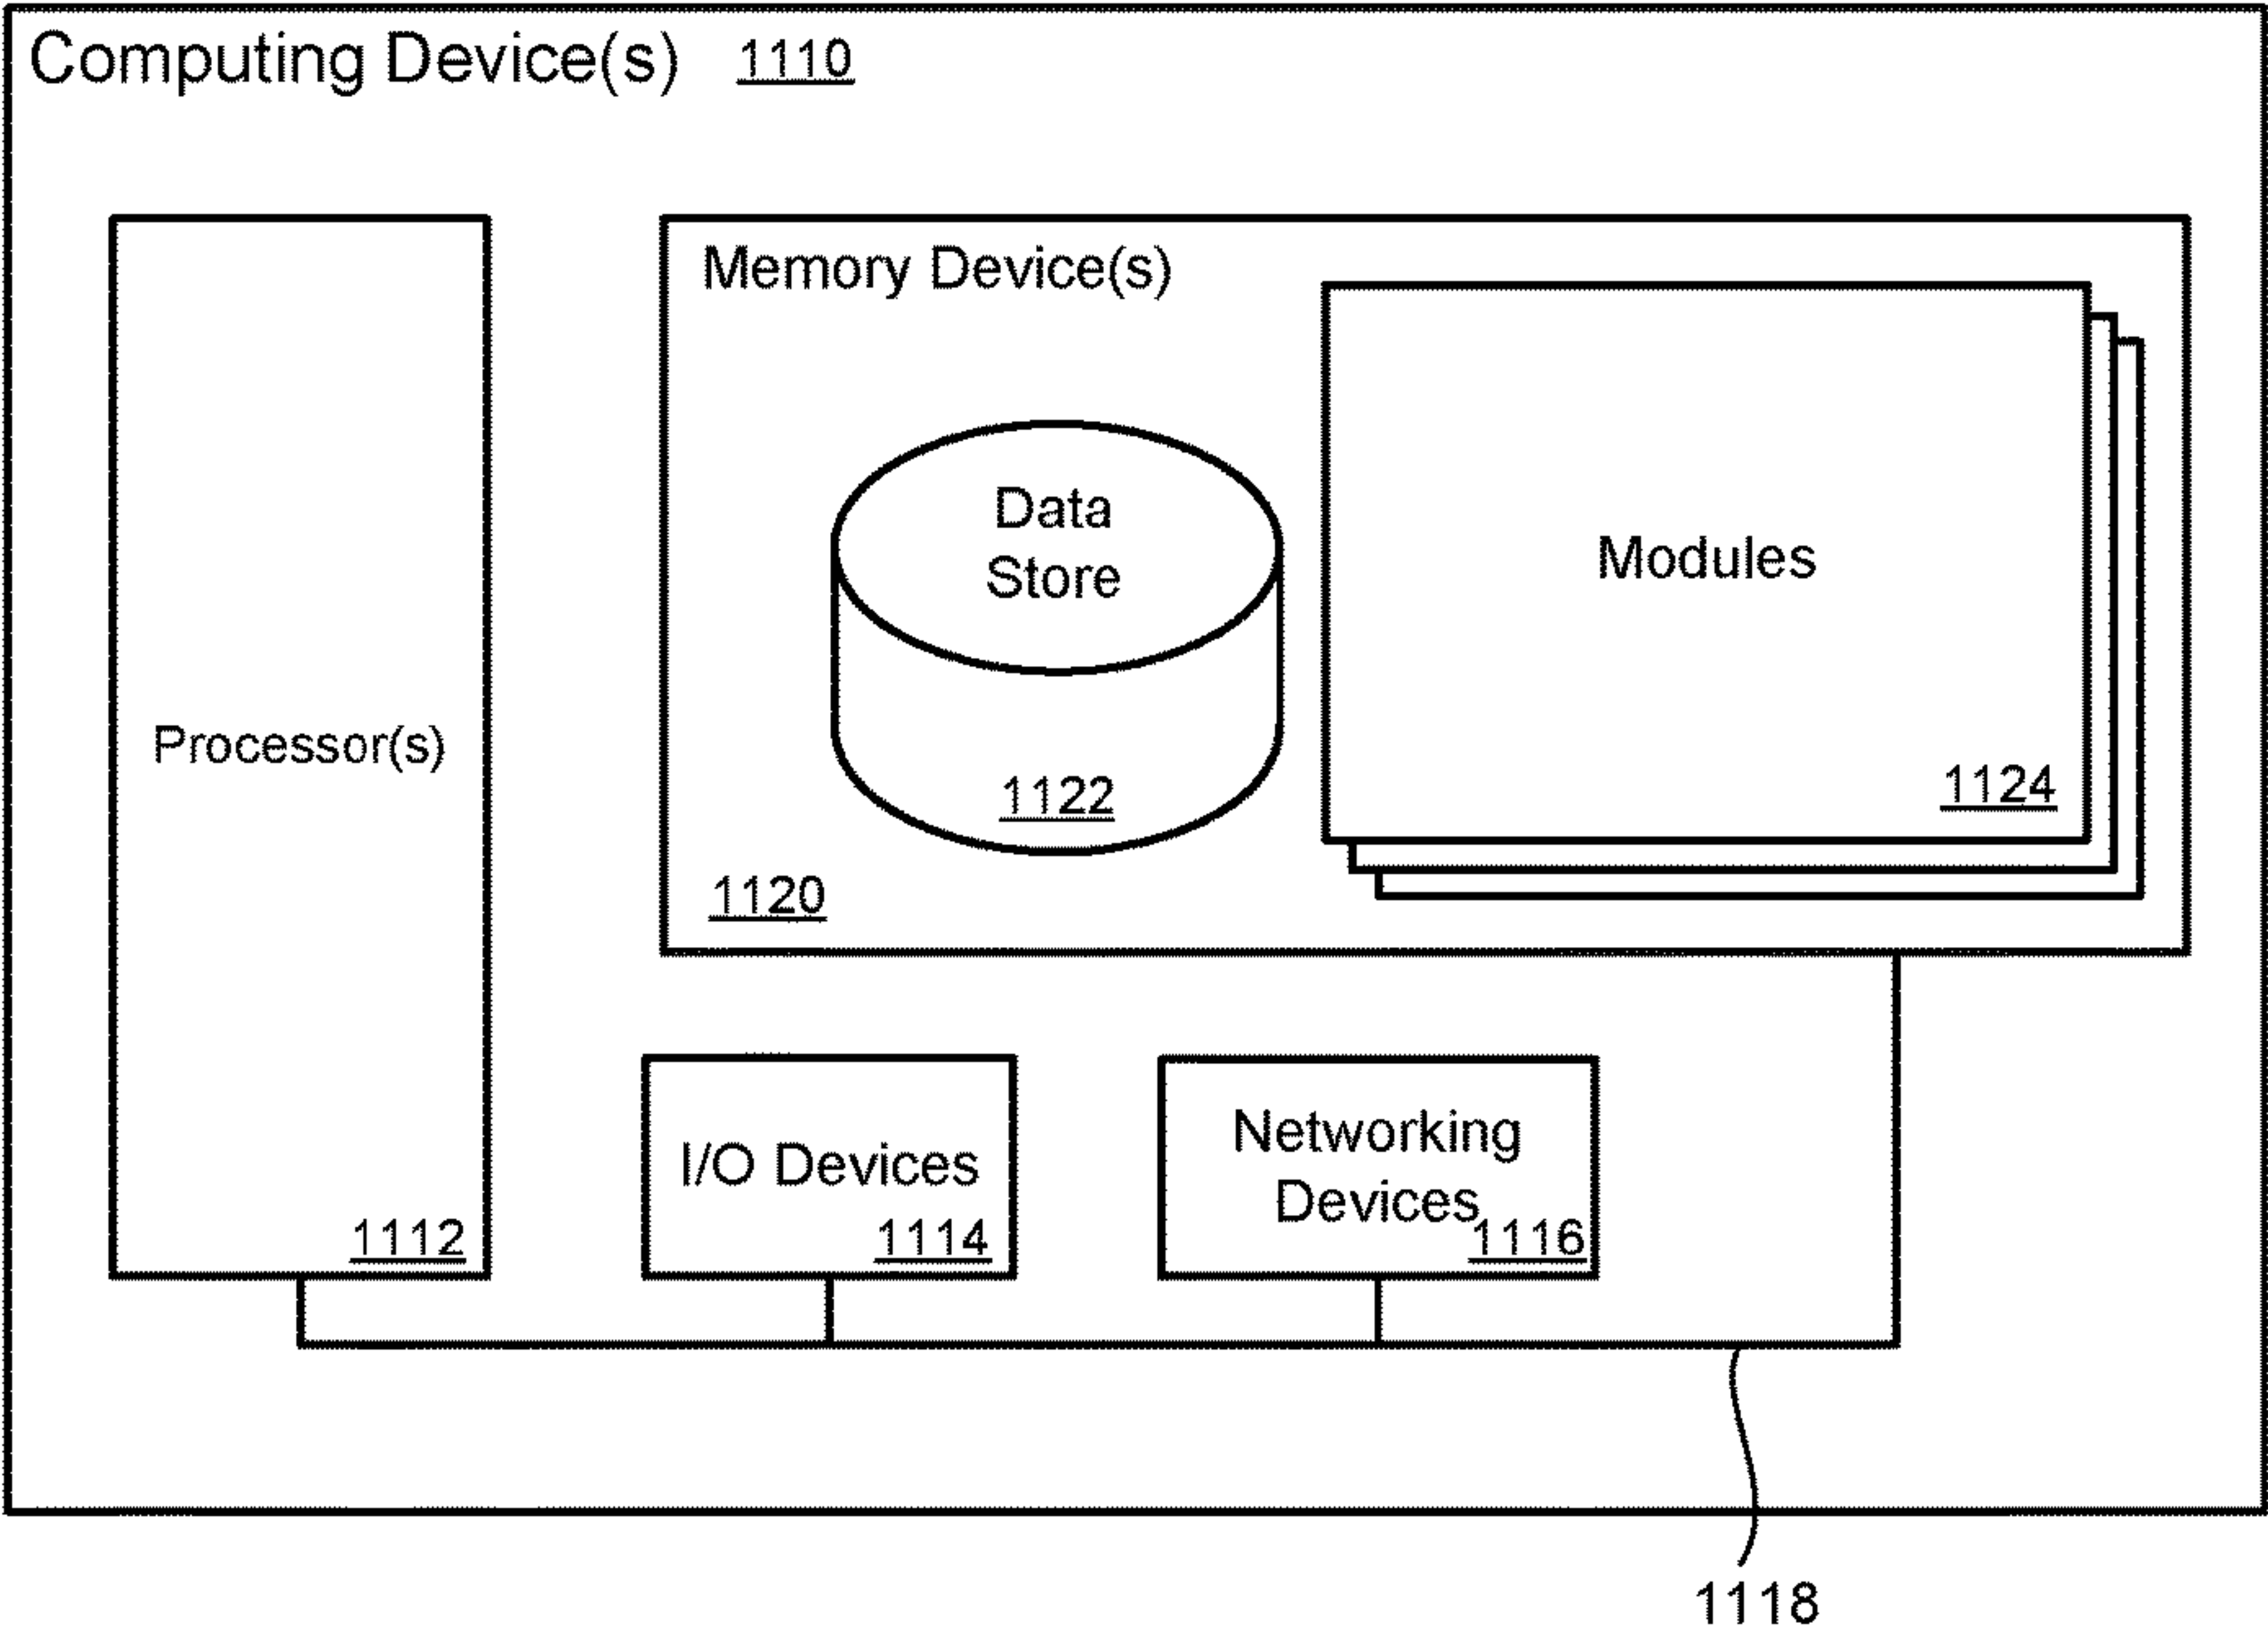 Computing Device(s) 1110
Memory Device(s)
Data
Store
1122
Modules
1124
1120
Processor(s)
1112
I/O Devices
1114
Networking
Devices
1116
1118